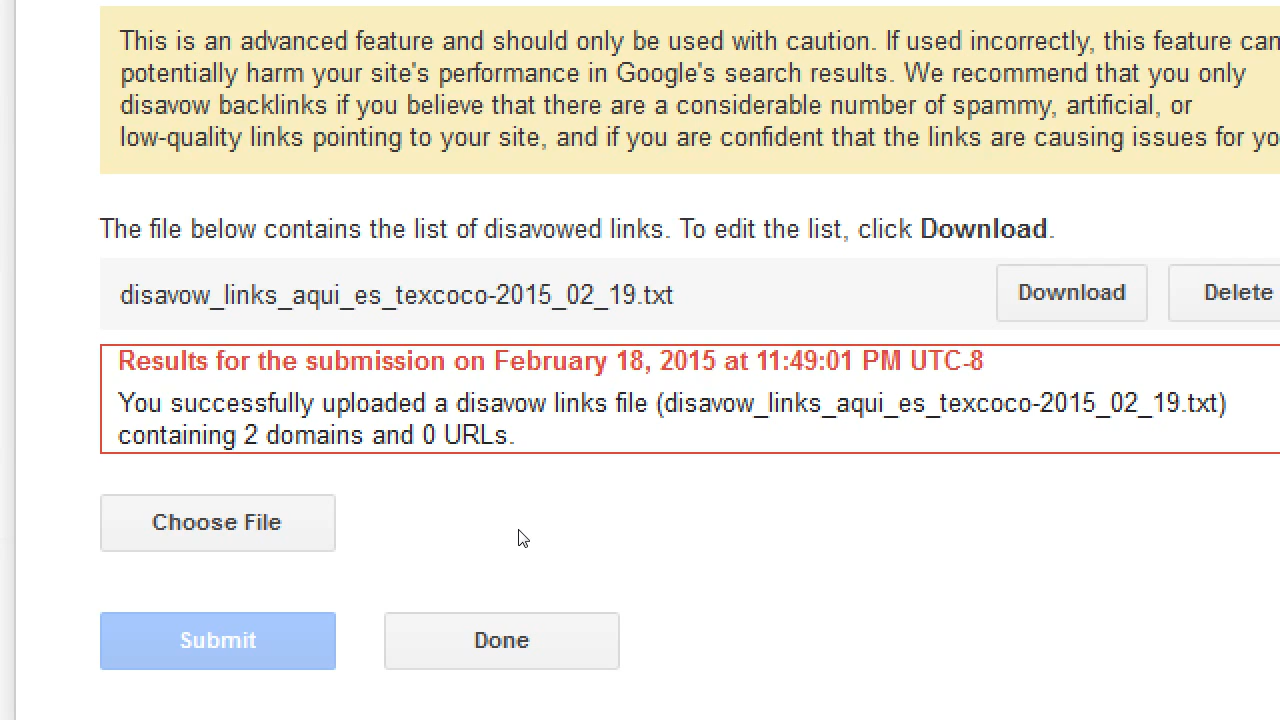 This is an advanced feature and should only be used with caution. If used incorrectly, this feature can
potentially harm your site's performance in Google's search results. We recommend that you only
disavow backlinks if you believe that there are a considerable number of spammy, artificial, or
low-quality links pointing to your site, and if you are confident that the links are causing issues for yo
The file below contains the list of disavowed links. To edit the list, click Download.
disavow_links_aqui_es_texcoco-2015_02_19.txt Download Delete
Results for the submission on February 18, 2015 at 11:49:01 PM UTC-8
You successfully uploaded a disavow links file (disavow_links_aqui_es_texcoco-2015_02_19.txt)
containing 2 domains and 0 URLs.
Choose File
Submit Done